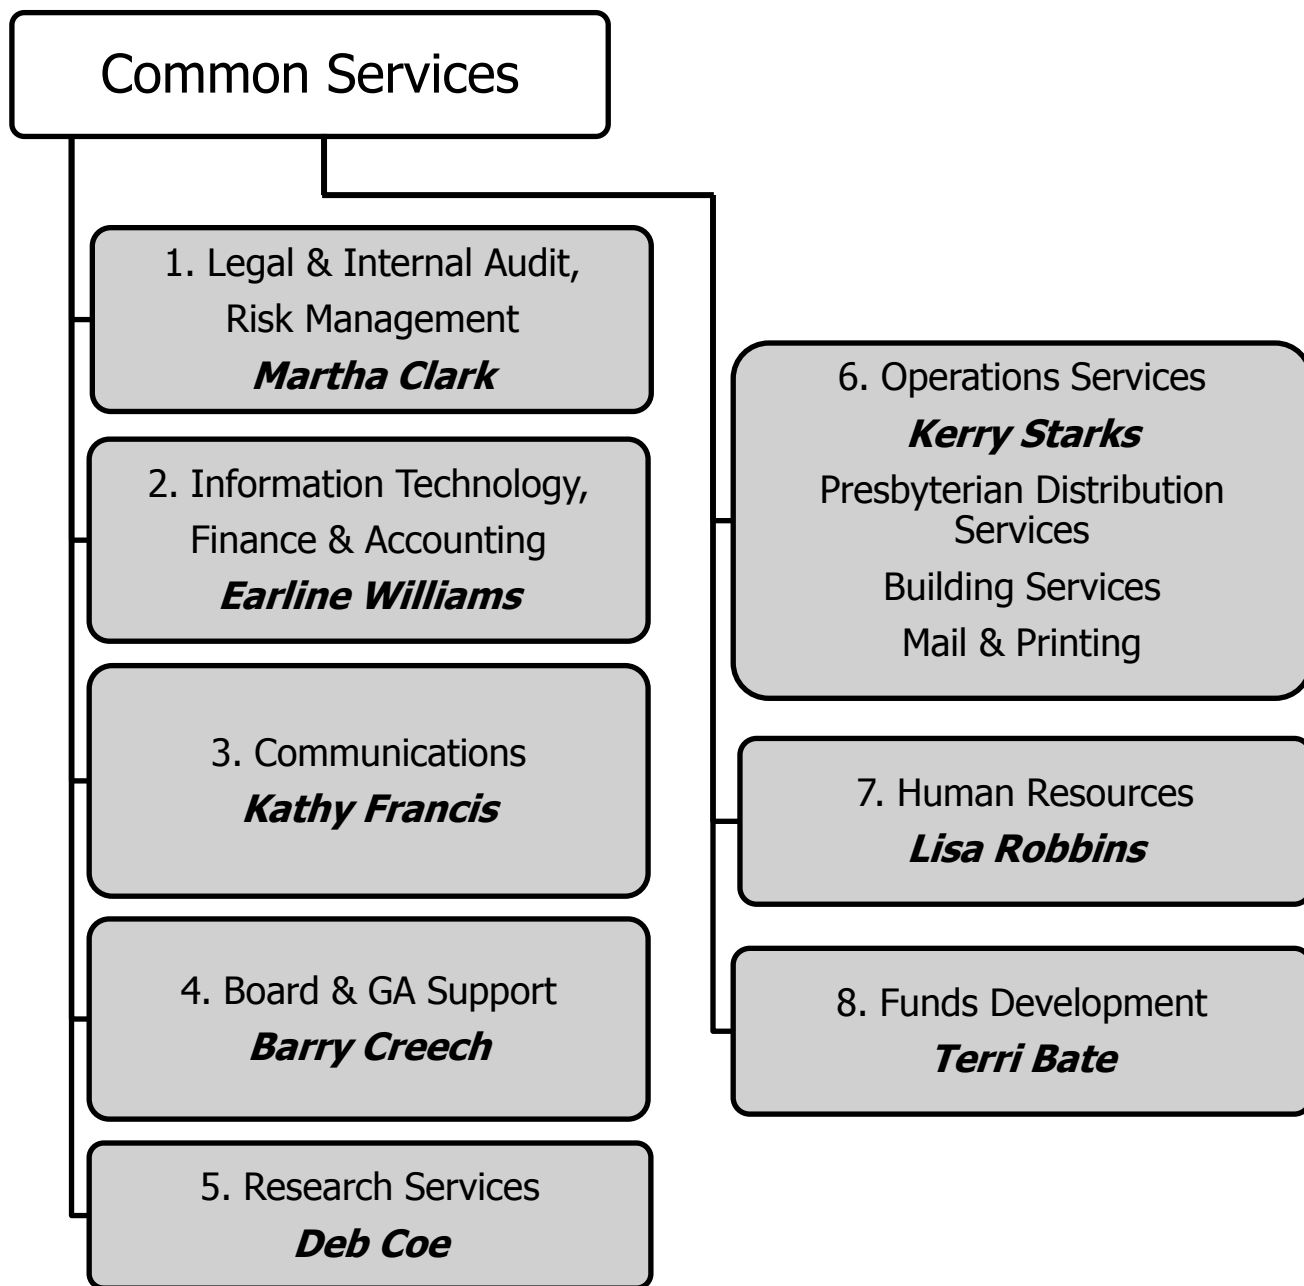 Common Services
1. Legal & Internal Audit,
Risk Management
Martha Clark
2. Information Technology,
Finance & Accounting
Earline Williams
3. Communications
Kathy Francis
4. Board & GA Support
Barry Creech
5. Research Services
Deb Coe
6. Operations Services
Kerry Starks
Presbyterian Distribution
Services
Building Services
Mail & Printing
7. Human Resources
Lisa Robbins
8. Funds Development
Terri Bate